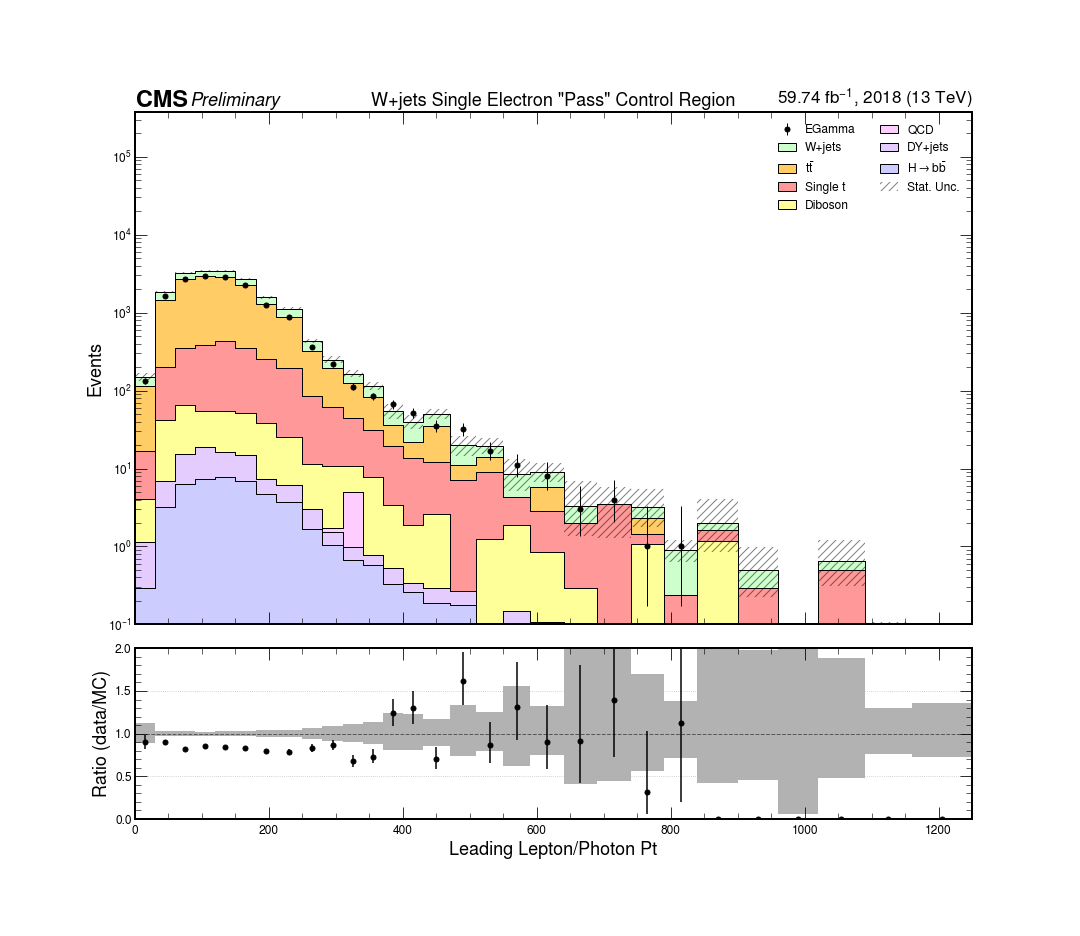 CMS Preliminary W+jets Single Electron "Pass" Control Region 59.74 fb⁻¹, 2018 (13 TeV)
EGamma QCD
W+jets DY+jets
tt̄ H→bb̄
Single t Stat. Unc.
Diboson
Events
10⁵
10⁴
10³
10²
10¹
10⁰
10⁻¹
Ratio (data/MC)
2.0
1.5
1.0
0.5
0.0
0 200 400 600 800 1000 1200
Leading Lepton/Photon Pt